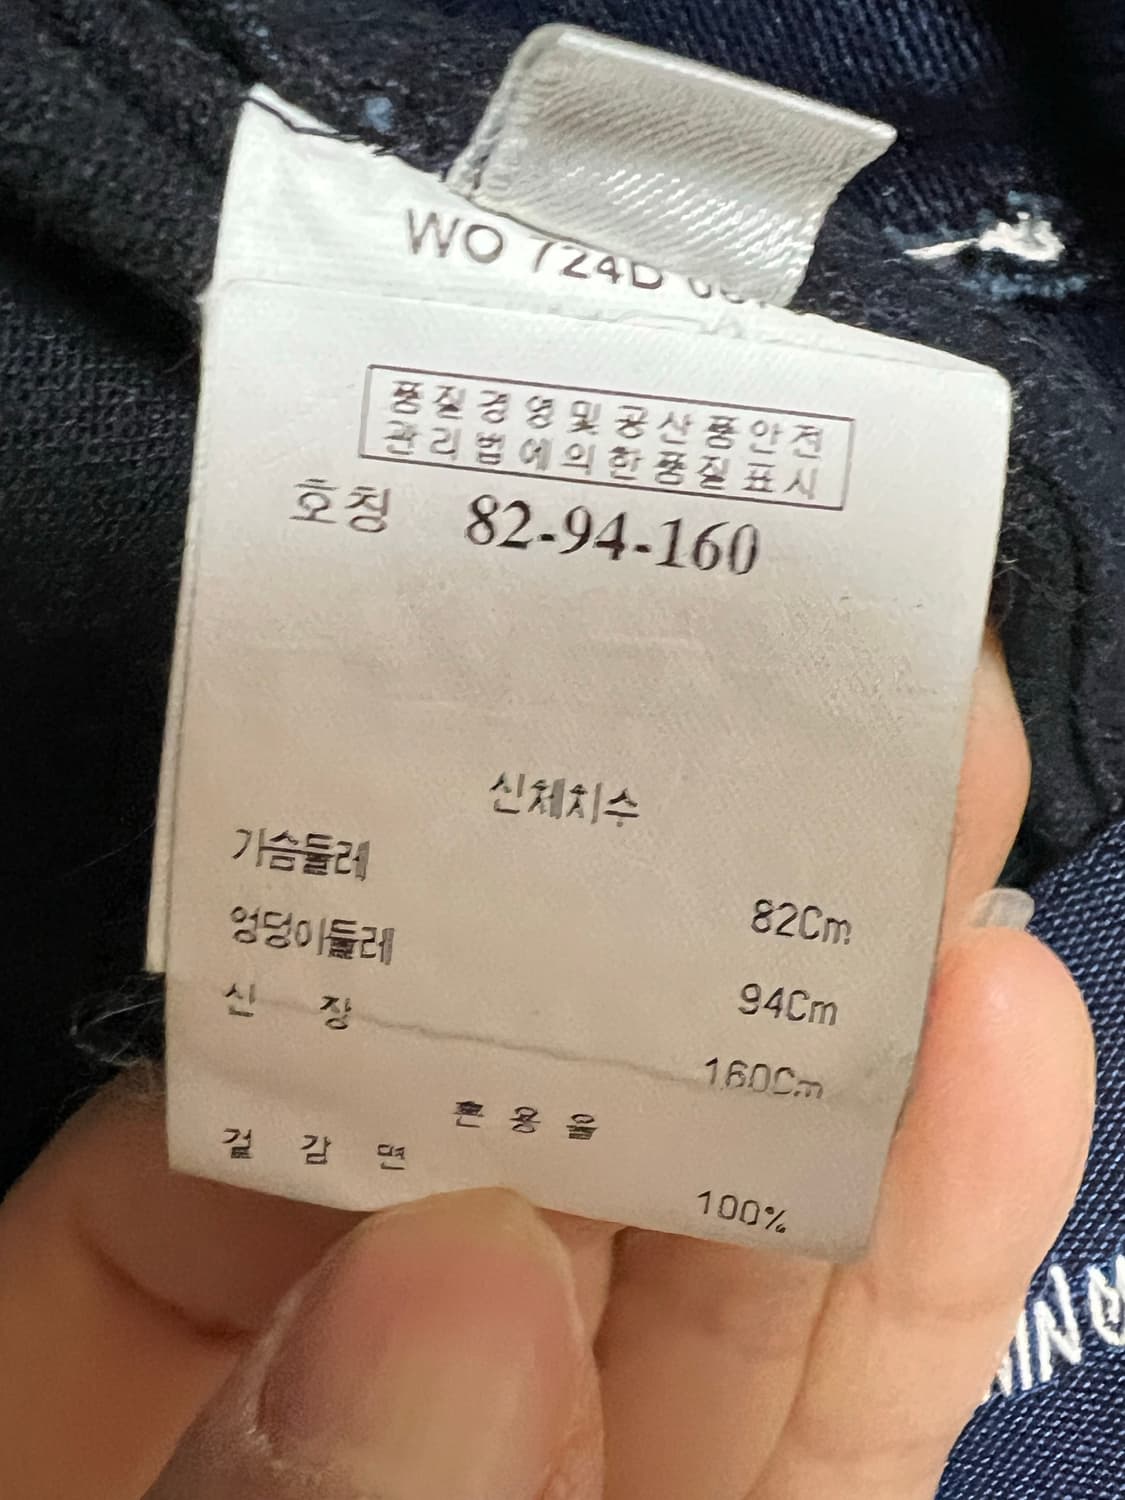 WO 724D
품질경영및공산품안전
관리법에의한품질표시
호칭 82-94-160
신체치수
가슴둘레 82Cm
엉덩이둘레 94Cm
신 장 160Cm
혼 용 율
겉 감 면 100%